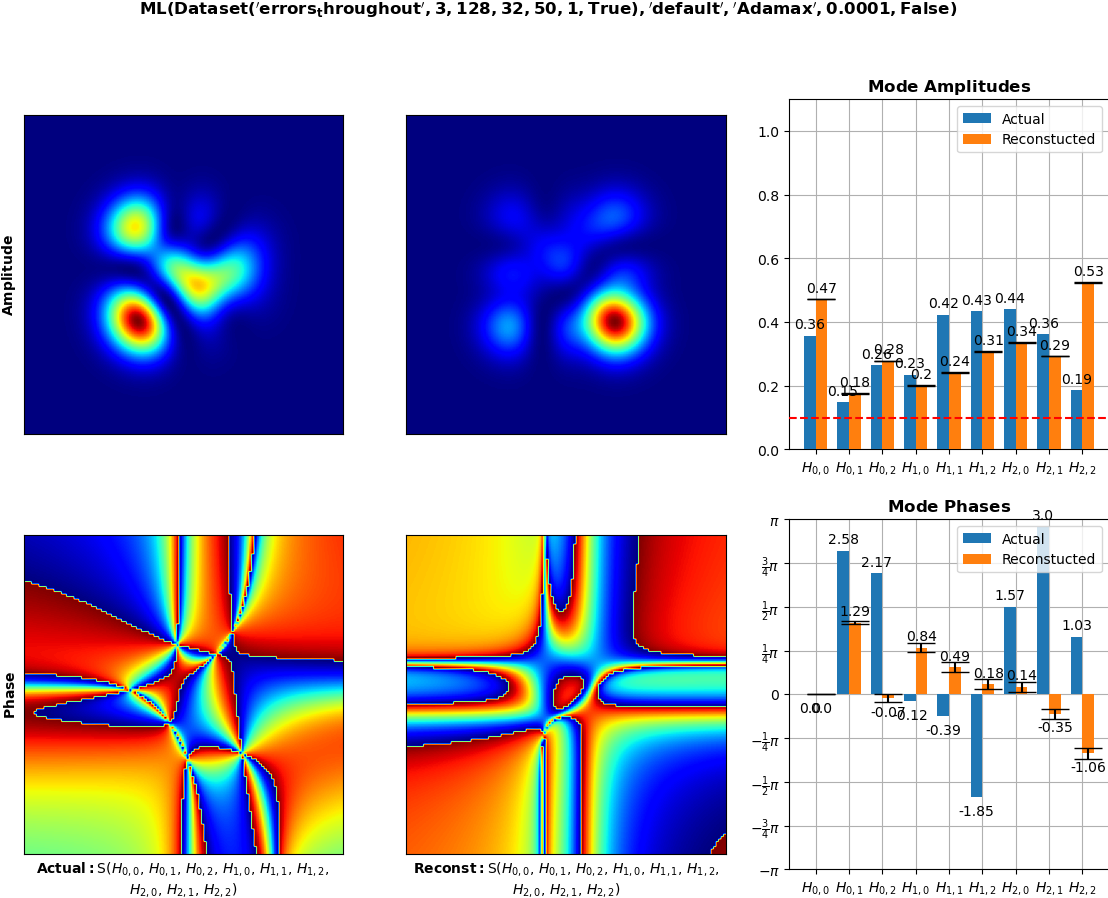 ML(Dataset('errors_throughout', 3, 128, 32, 50, 1, True), 'default', 'Adamax', 0.0001, False)
Amplitude
Mode Amplitudes
Actual
Reconstucted
1.0
0.8
0.6
0.4
0.2
0.0
0.36
0.47
0.15
0.18
0.26
0.28
0.23
0.2
0.42
0.24
0.43
0.31
0.44
0.34
0.36
0.29
0.19
0.53
H0,0 H0,1 H0,2 H1,0 H1,1 H1,2 H2,0 H2,1 H2,2
Phase
Mode Phases
Actual
Reconstucted
π
3/4π
1/2π
1/4π
0
−1/4π
−1/2π
−3/4π
−π
0.0
0.0
2.58
1.29
2.17
-0.07
-0.12
0.84
-0.39
0.49
-1.85
0.18
1.57
0.14
3.0
-0.35
1.03
-1.06
H0,0 H0,1 H0,2 H1,0 H1,1 H1,2 H2,0 H2,1 H2,2
Actual: S(H0,0, H0,1, H0,2, H1,0, H1,1, H1,2,
H2,0, H2,1, H2,2)
Reconst: S(H0,0, H0,1, H0,2, H1,0, H1,1, H1,2,
H2,0, H2,1, H2,2)